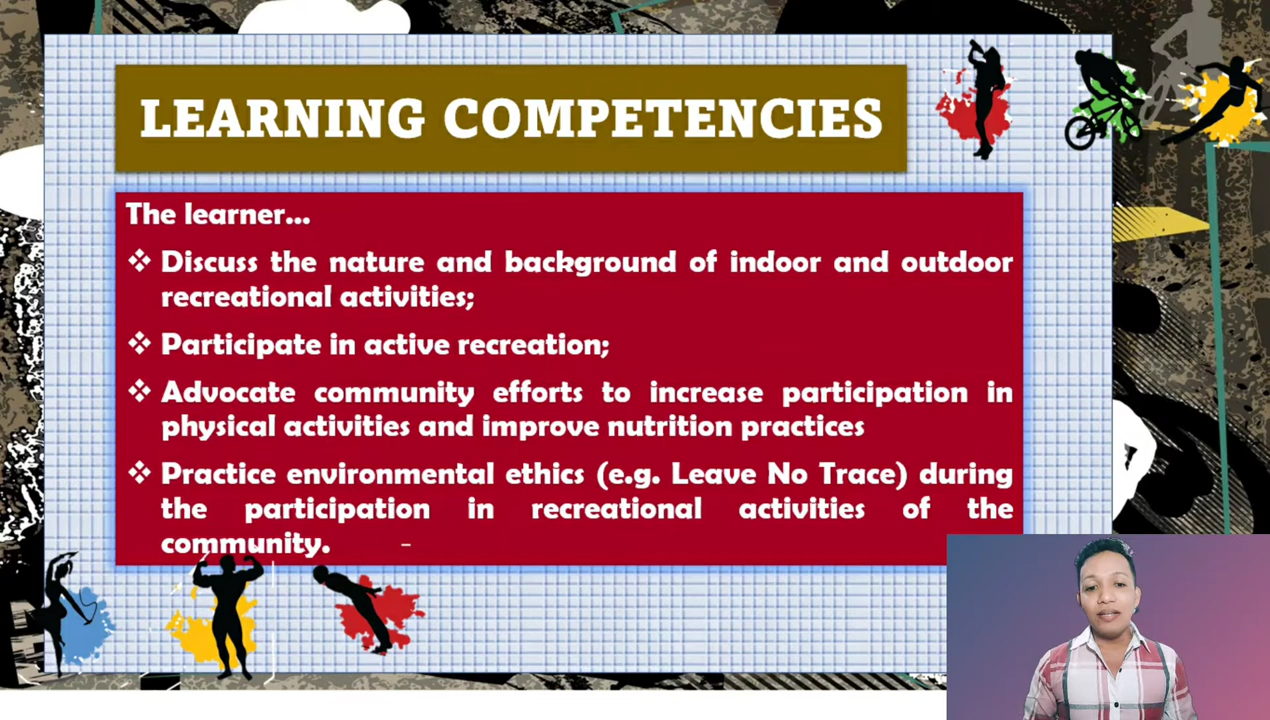 LEARNING COMPETENCIES
The learner...
❖ Discuss the nature and background of indoor and outdoor
recreational activities;
❖ Participate in active recreation;
❖ Advocate community efforts to increase participation in
physical activities and improve nutrition practices
❖ Practice environmental ethics (e.g. Leave No Trace) during
the participation in recreational activities of the
community. –